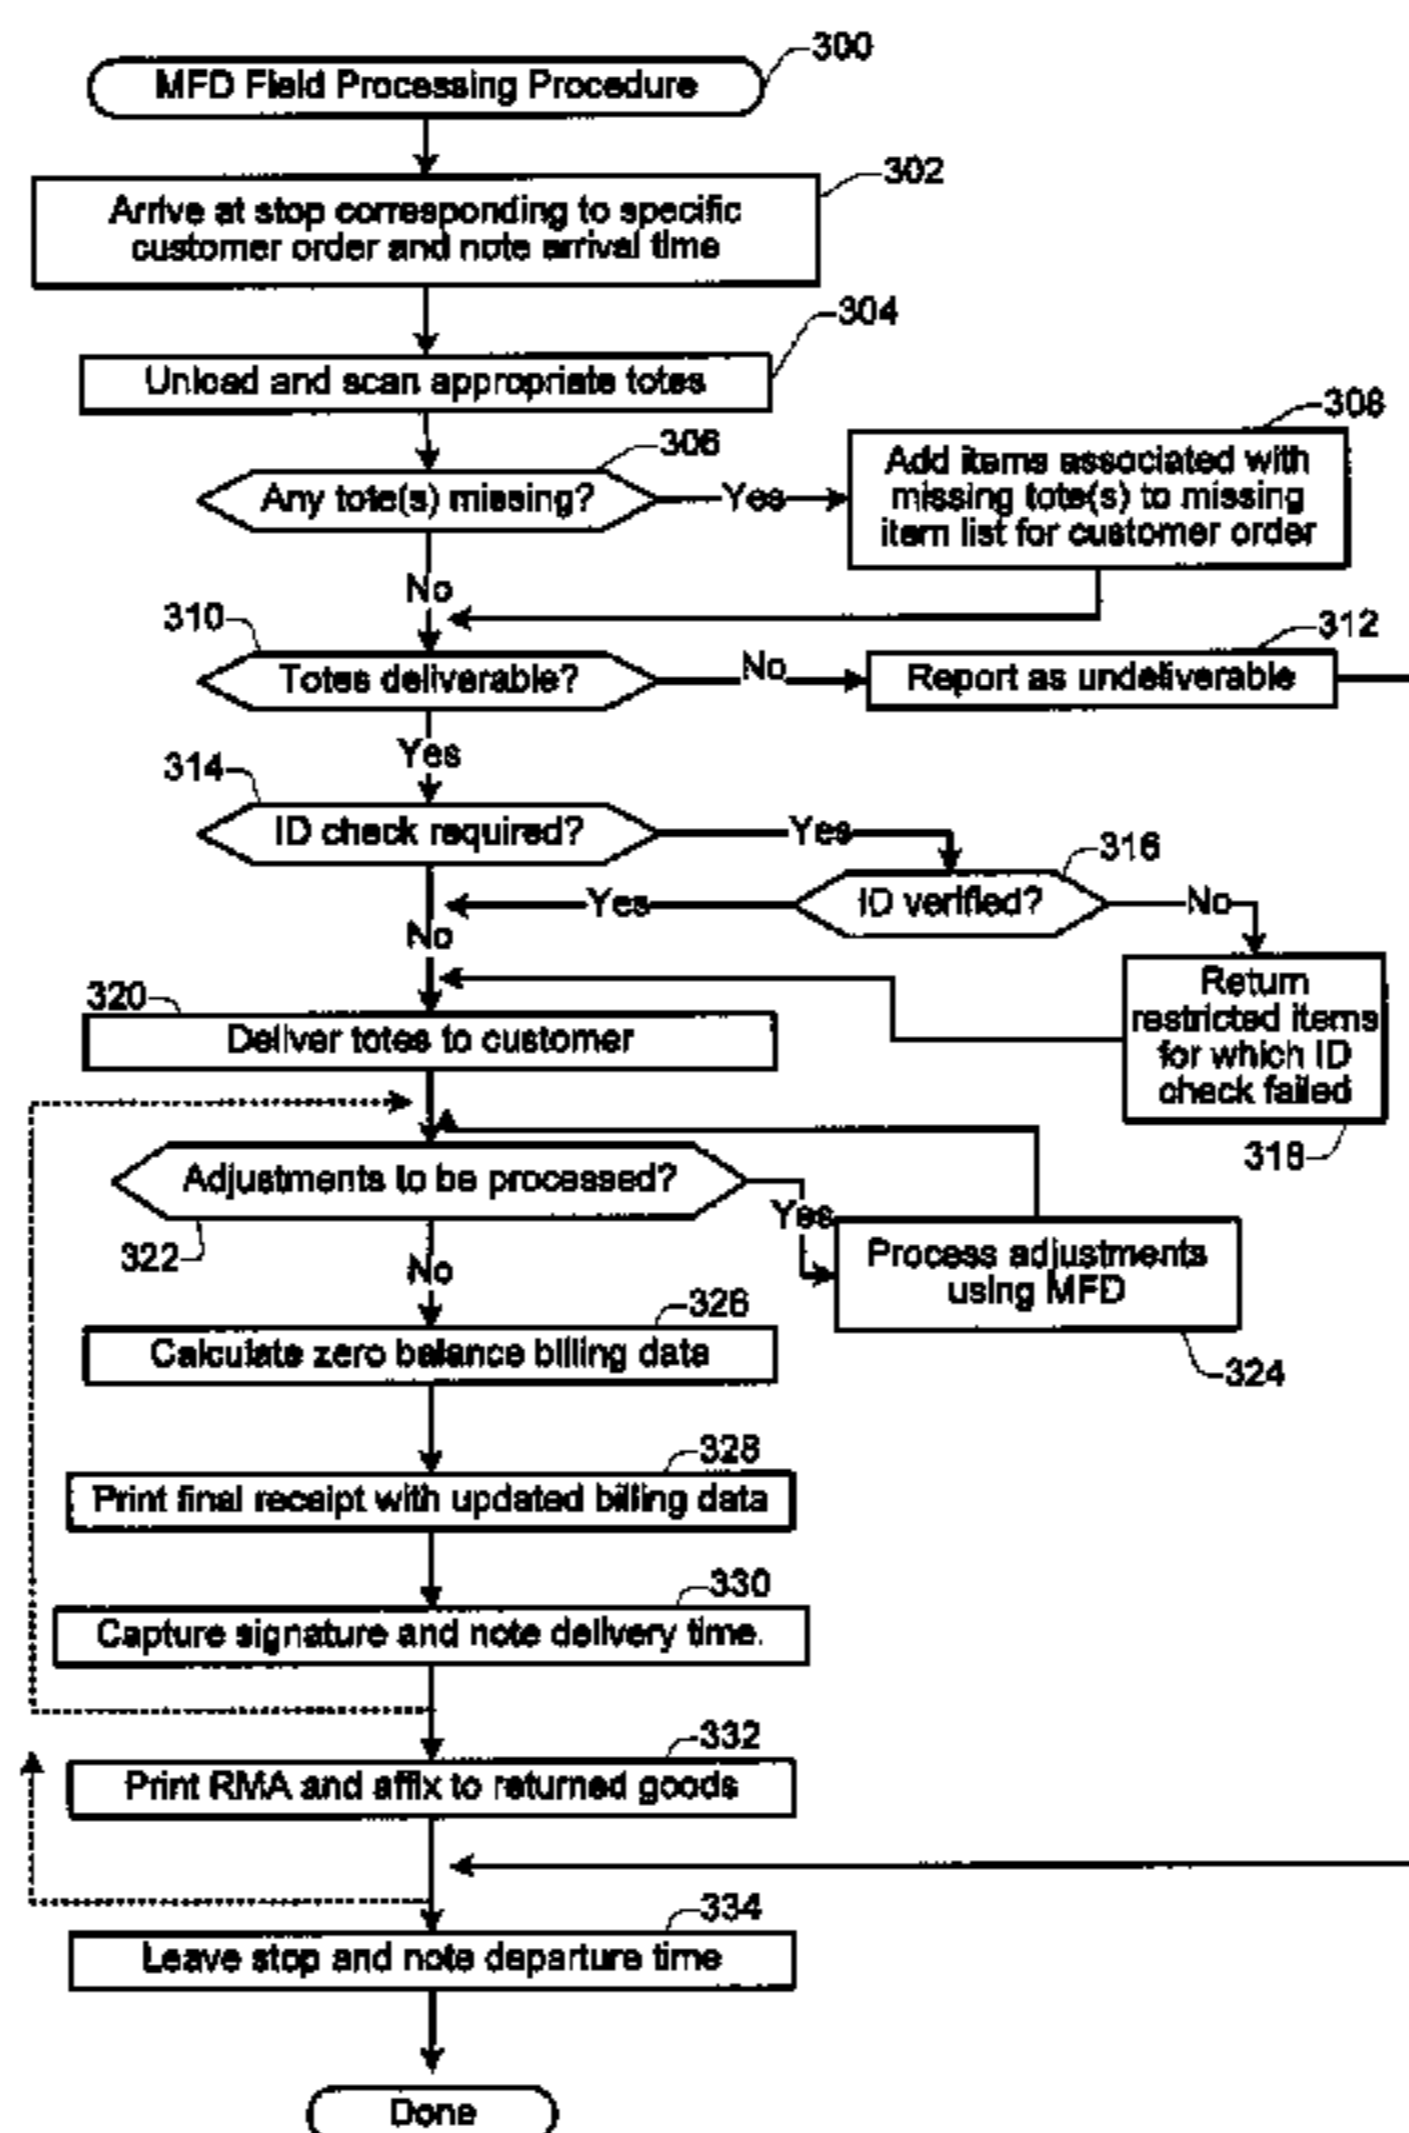 300
MFD Field Processing Procedure
302
Arrive at stop corresponding to specific
customer order and note arrival time
304
Unload and scan appropriate totes
306
Any tote(s) missing?
Yes
308
Add items associated with
missing tote(s) to missing
item list for customer order
No
310
Totes deliverable?
No
312
Report as undeliverable
Yes
314
ID check required?
Yes
316
ID verified?
Yes
No
No
318
Return
restricted items
for which ID
check failed
320
Deliver totes to customer
Adjustments to be processed?
322
Yes
Process adjustments
using MFD
324
No
326
Calculate zero balance billing data
328
Print final receipt with updated billing data
330
Capture signature and note delivery time.
332
Print RMA and affix to returned goods
334
Leave stop and note departure time
Done